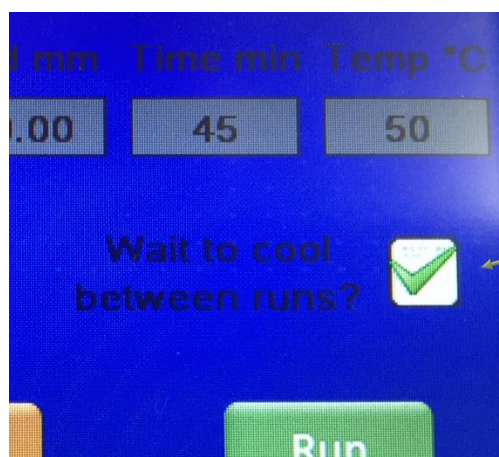 d mm Time min Temp °C
.00 45 50
Wait to cool
between runs?
Run